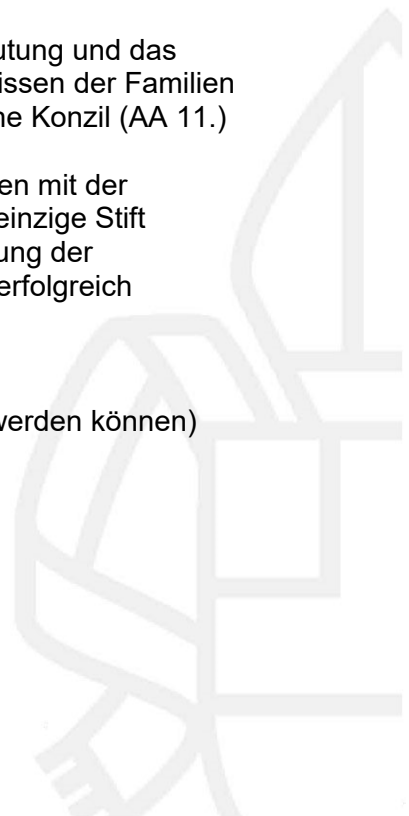 utung und das
issen der Familien
ne Konzil (AA 11.)
en mit der
einzige Stift
ung der
erfolgreich
werden können)